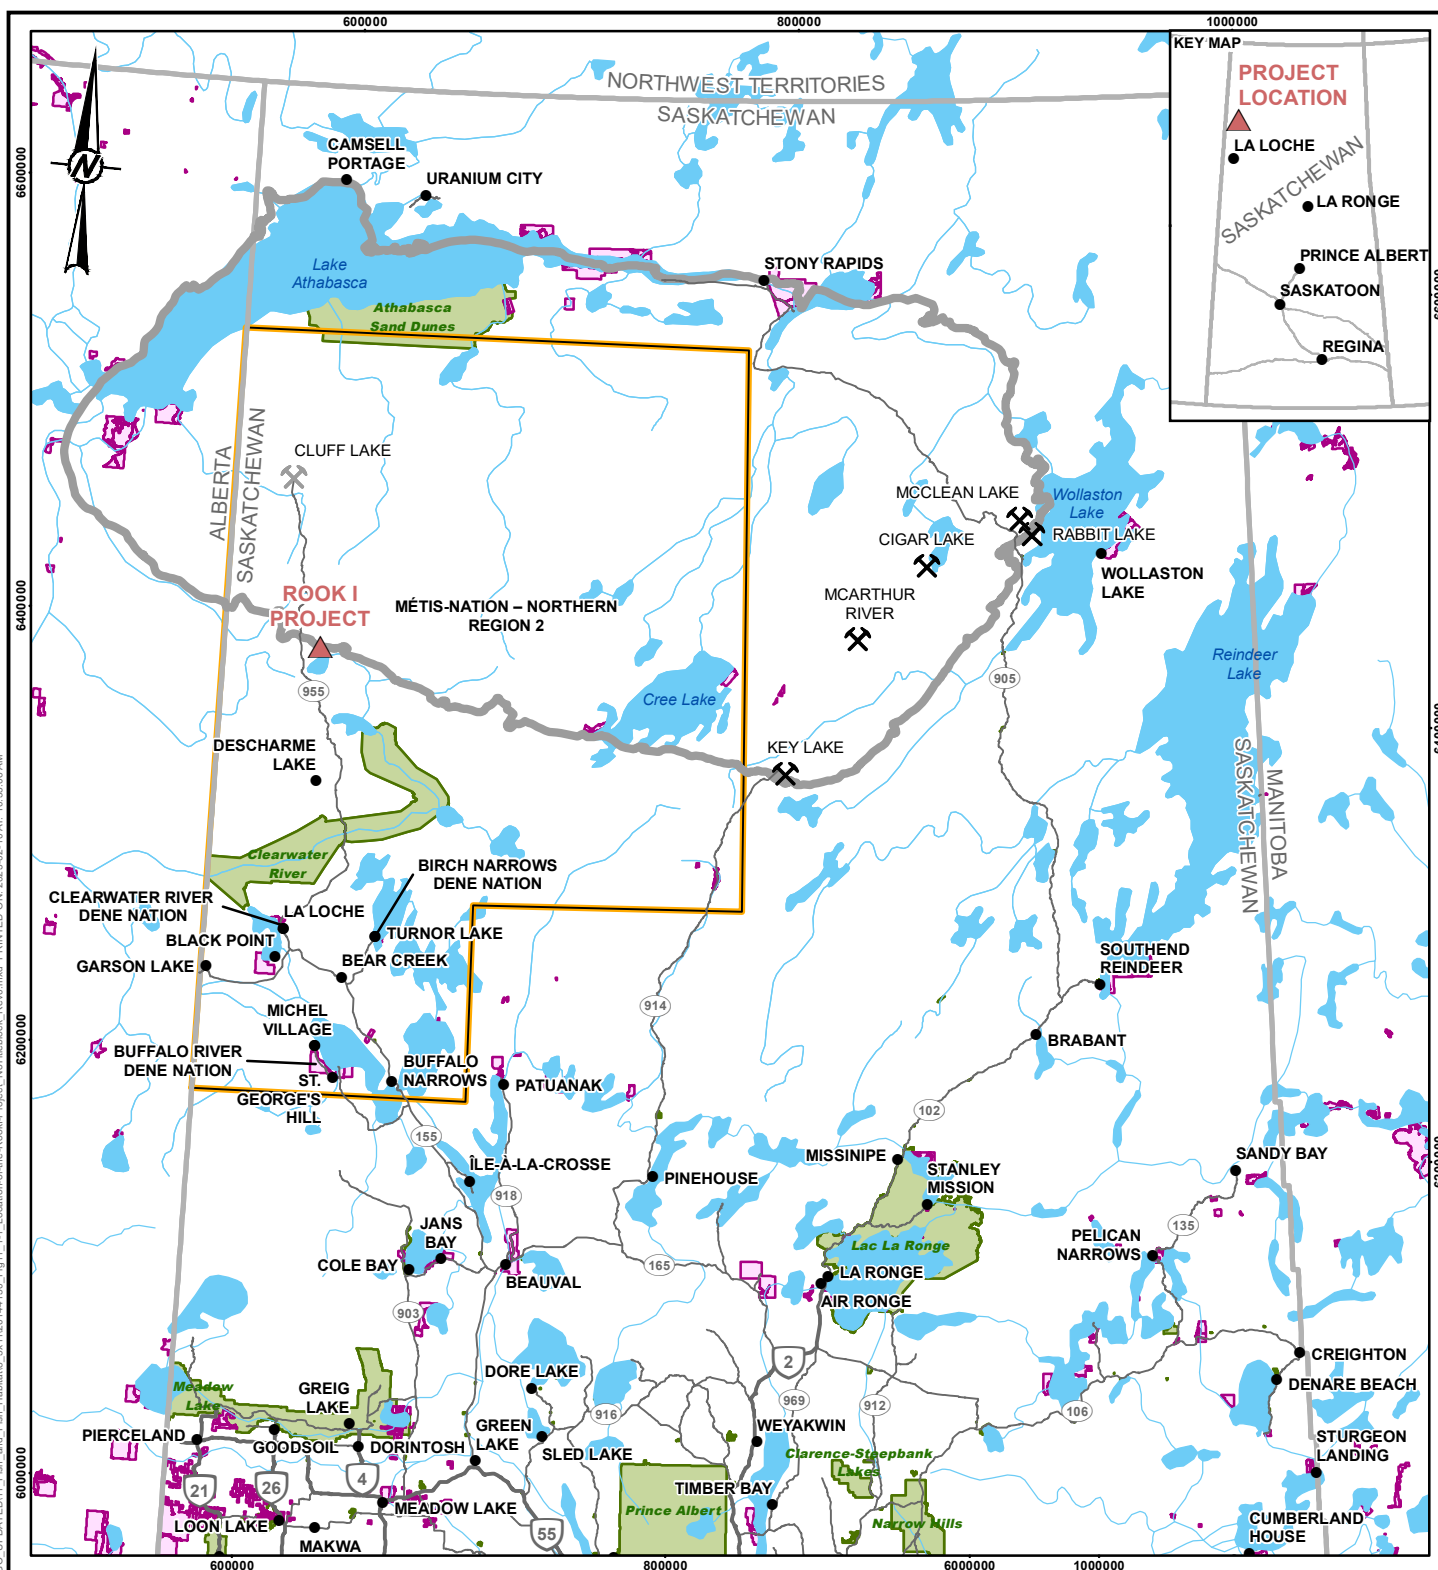 600000
800000
1000000
KEY MAP
PROJECT
LOCATION
LA LOCHE
SASKATCHEWAN
LA RONGE
PRINCE ALBERT
SASKATOON
REGINA
NORTHWEST TERRITORIES
SASKATCHEWAN
N
CAMSELL
PORTAGE
URANIUM CITY
6600000
Lake
Athabasca
Athabasca
Sand Dunes
STONY RAPIDS
ALBERTA
SASKATCHEWAN
CLUFF LAKE
MCCLEAN LAKE
Wollaston
Lake
RABBIT LAKE
CIGAR LAKE
WOLLASTON
LAKE
MCARTHUR
RIVER
6400000
ROOK I
PROJECT
MÉTIS-NATION – NORTHERN
REGION 2
Reindeer
Lake
955
905
Cree Lake
6400000
DESCHARME
LAKE
KEY LAKE
SASKATCHEWAN
MANITOBA
Clearwater
River
BIRCH NARROWS
DENE NATION
CLEARWATER RIVER
DENE NATION
LA LOCHE
TURNOR LAKE
BLACK POINT
BEAR CREEK
GARSON LAKE
SOUTHEND
REINDEER
914
MICHEL
VILLAGE
6200000
BRABANT
BUFFALO RIVER
DENE NATION
BUFFALO
NARROWS
ST.
GEORGE'S
HILL
PATUANAK
102
155
MISSINIPE
STANLEY
MISSION
SANDY BAY
ÎLE-À-LA-CROSSE
PINEHOUSE
918
135
JANS
BAY
PELICAN
NARROWS
Lac La Ronge
COLE BAY
BEAUVAL
165
LA RONGE
AIR RONGE
903
2
CREIGHTON
DENARE BEACH
DORE LAKE
Meadow
Lake
GREIG
LAKE
969
912
916
106
PIERCELAND
GOODSOIL
DORINTOSH
GREEN
LAKE
SLED LAKE
WEYAKWIN
STURGEON
LANDING
Clarence-Steepbank
Lakes
6000000
21
26
4
TIMBER BAY
MEADOW LAKE
Prince Albert
Narrow Hills
LOON LAKE
55
CUMBERLAND
HOUSE
MAKWA
600000
800000
6000000
1000000